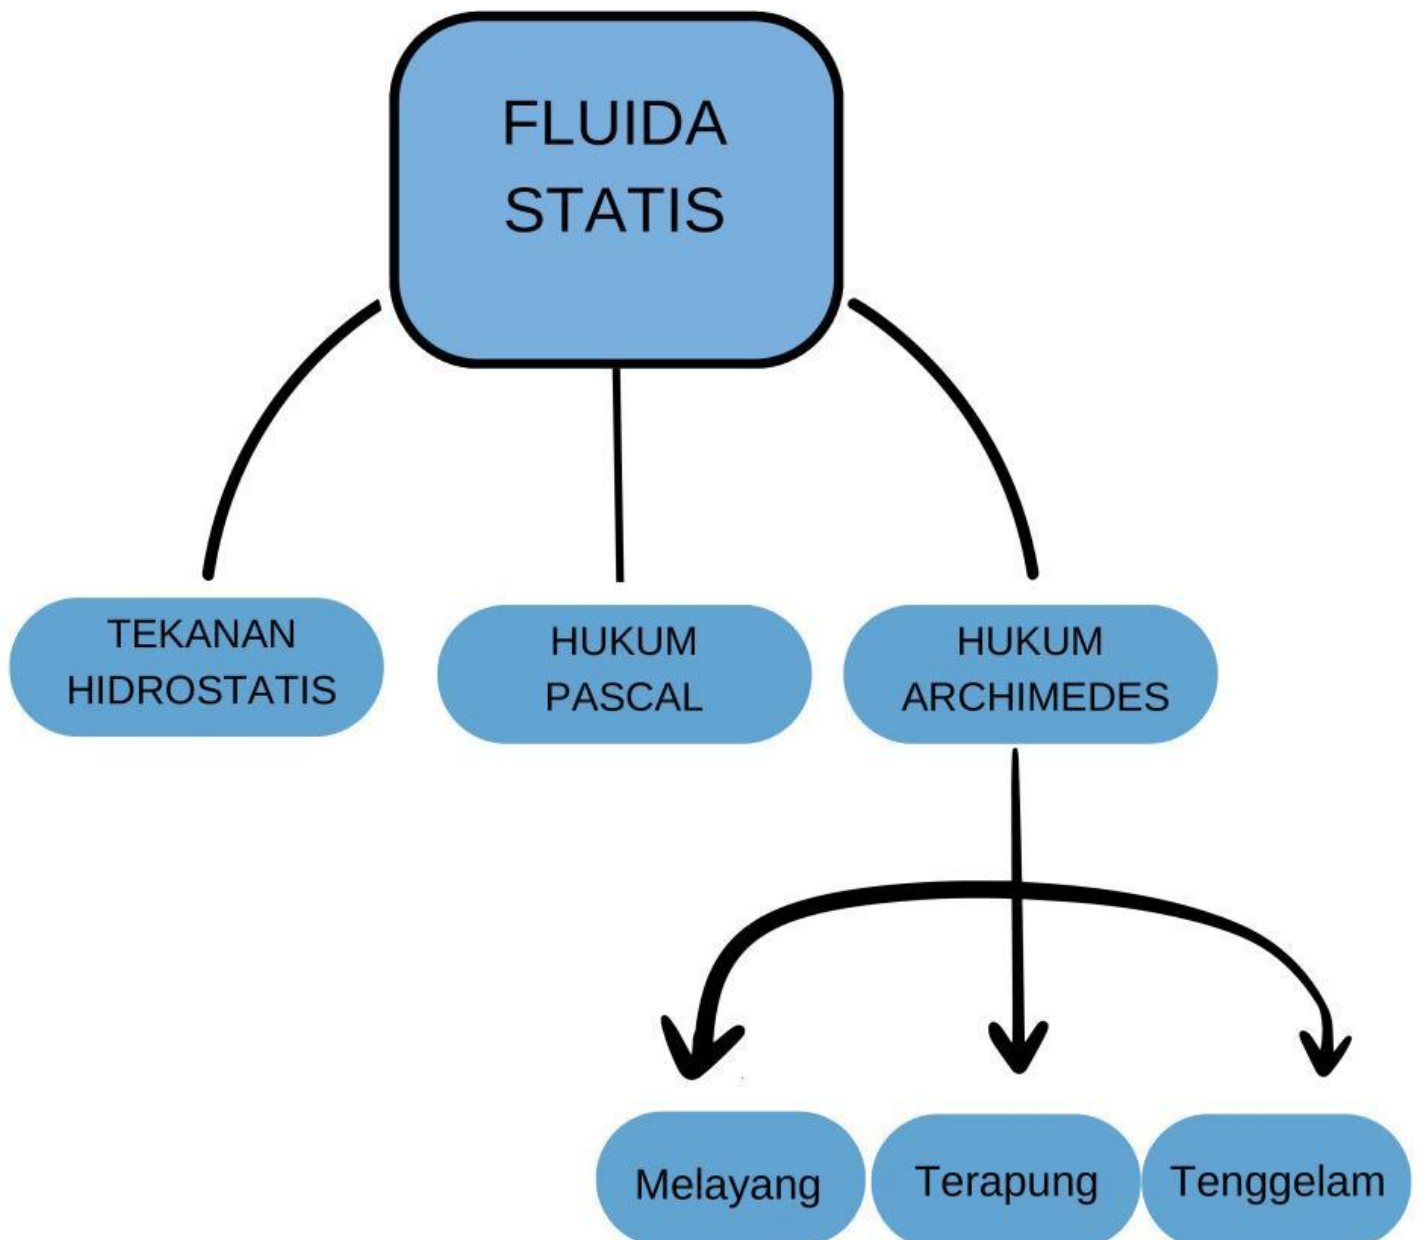 FLUIDA
STATIS
TEKANAN
HIDROSTATIS
HUKUM
PASCAL
HUKUM
ARCHIMEDES
Melayang
Terapung
Tenggelam